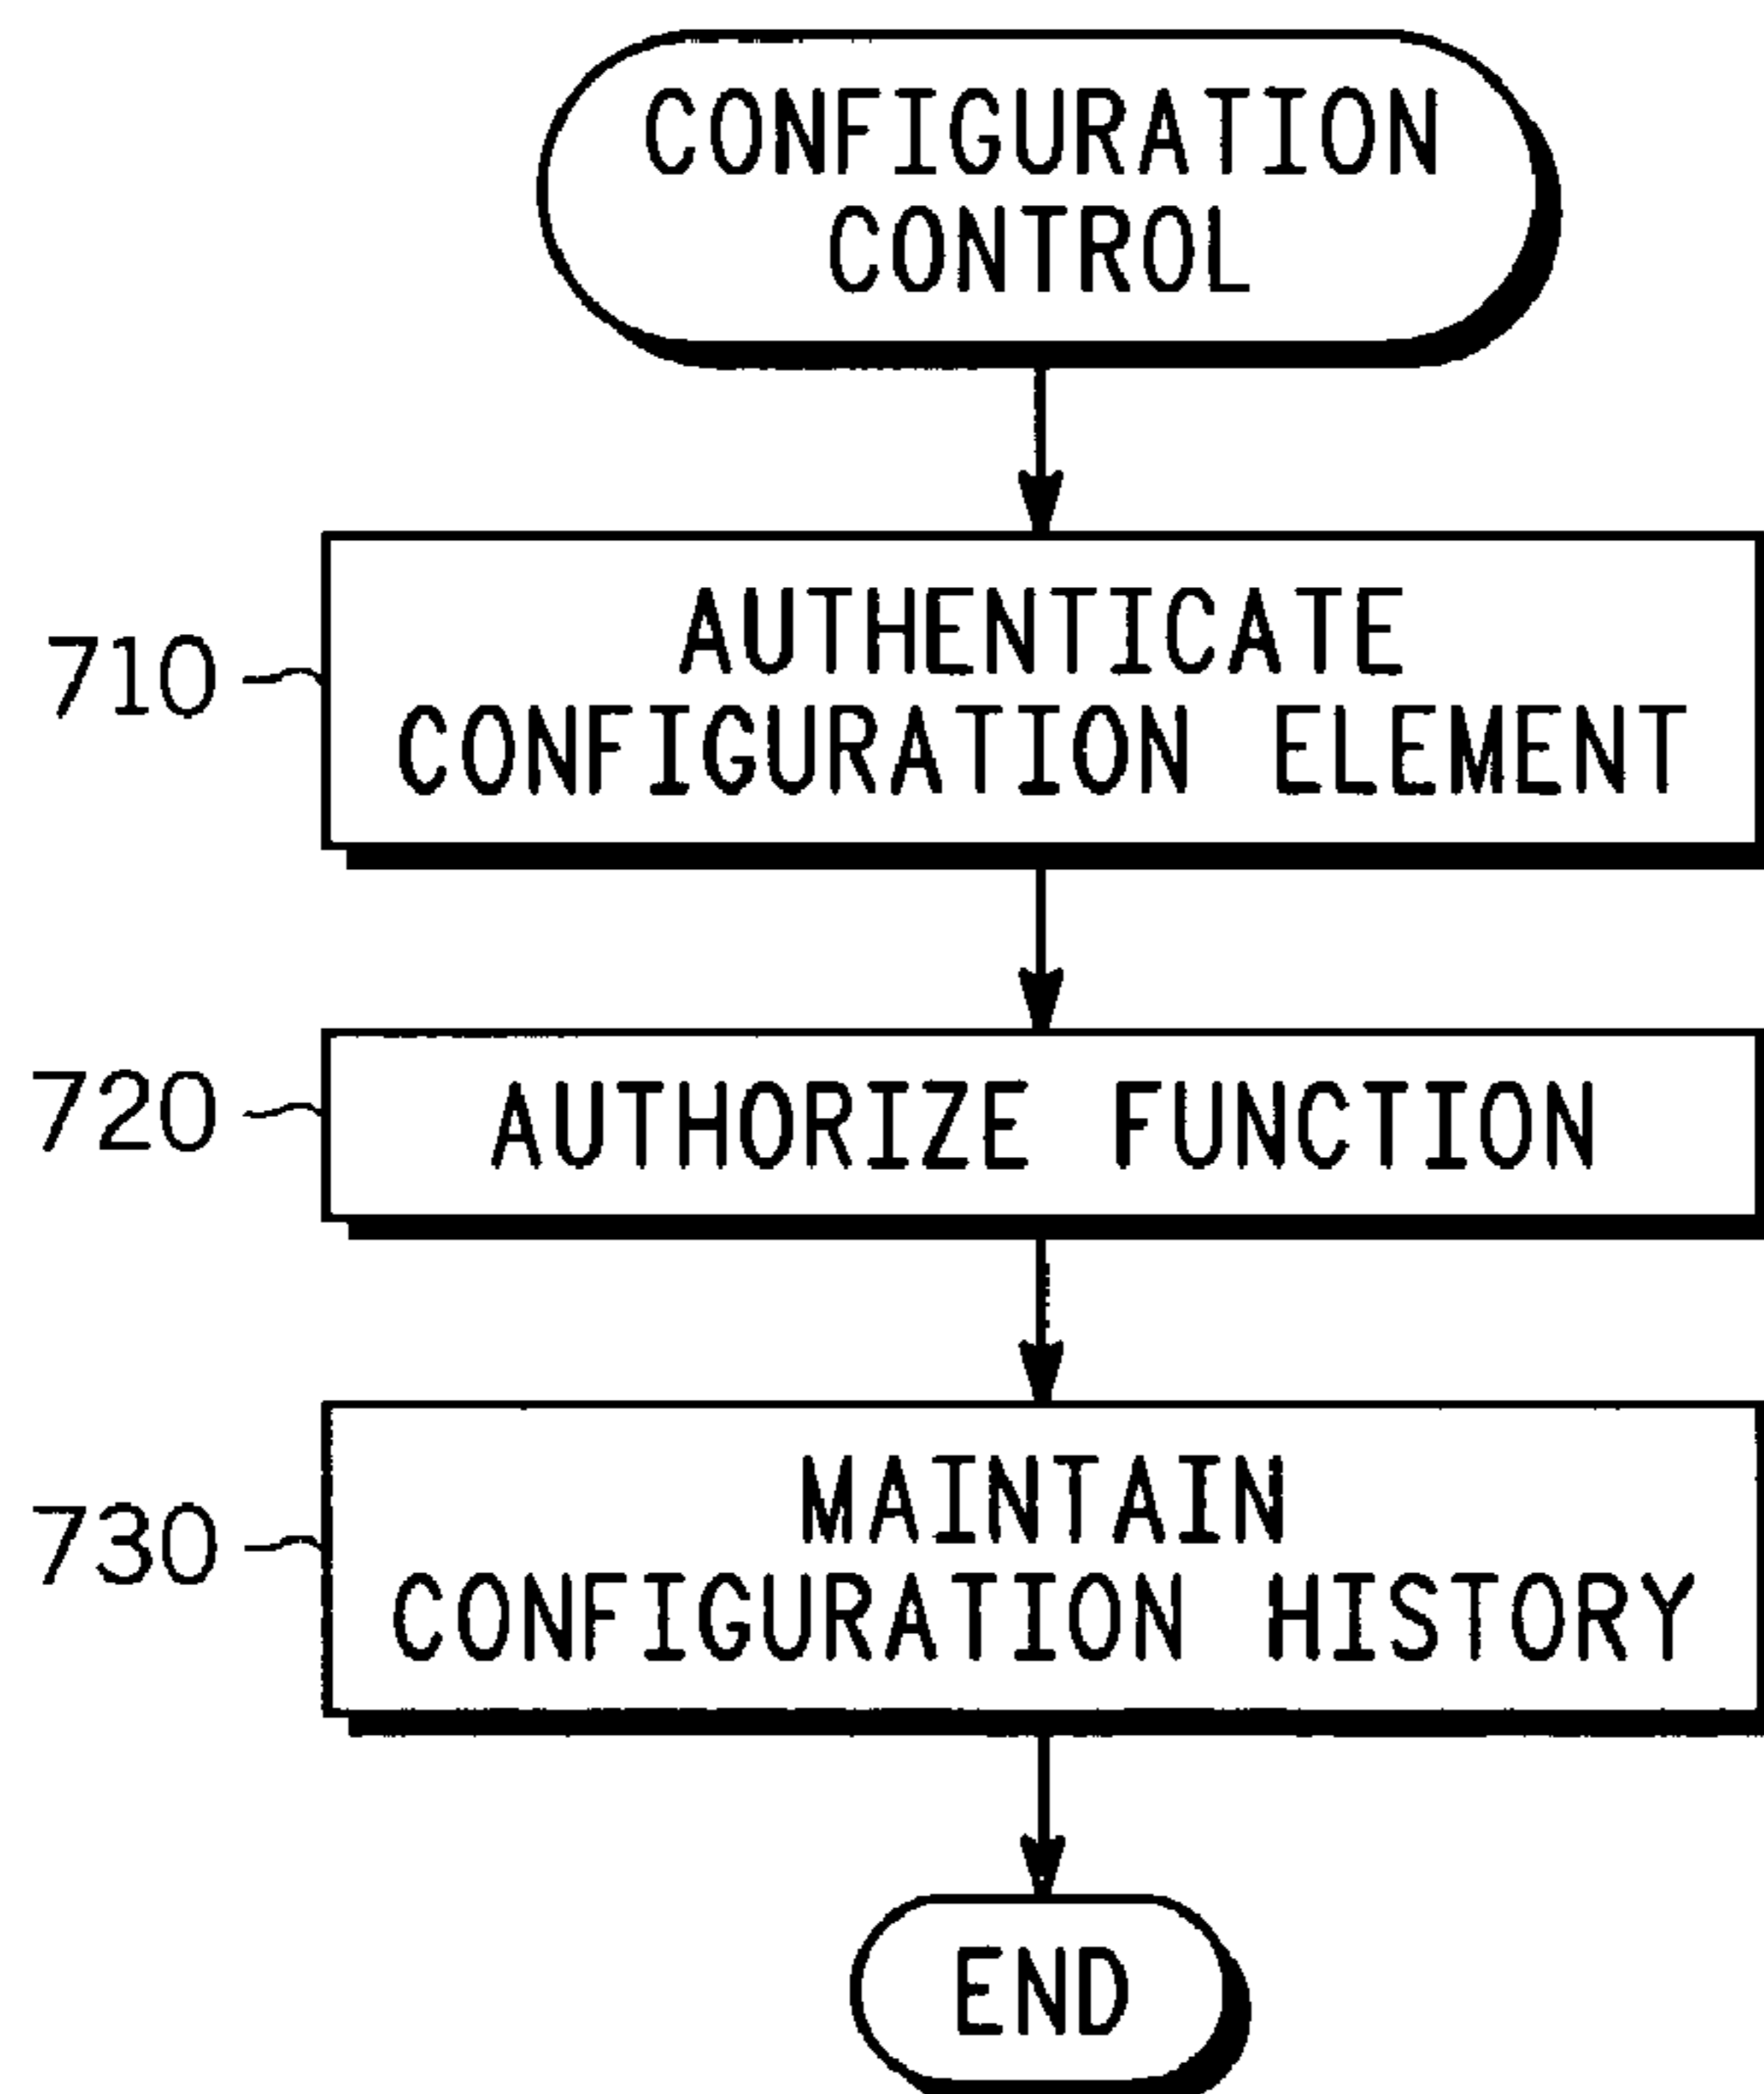 CONFIGURATION
CONTROL
710
AUTHENTICATE
CONFIGURATION ELEMENT
720
AUTHORIZE FUNCTION
730
MAINTAIN
CONFIGURATION HISTORY
END